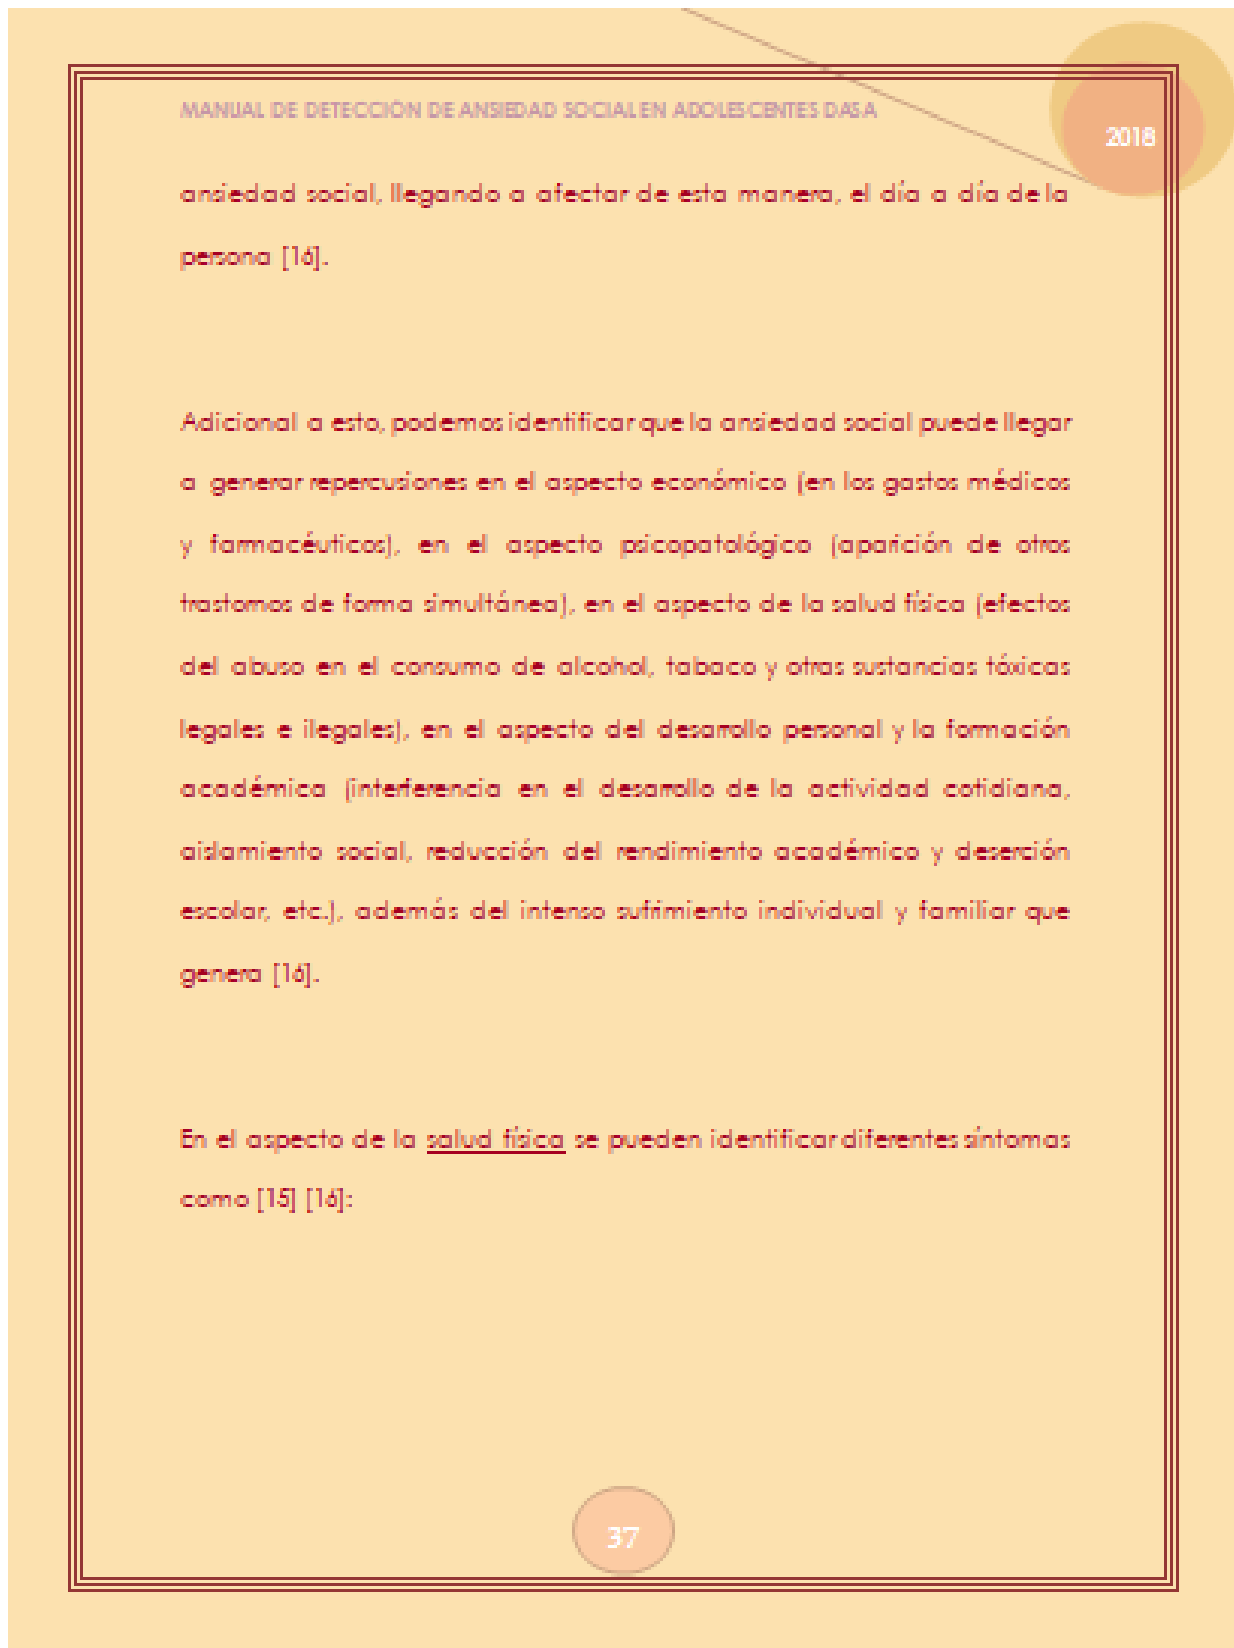 MANUAL DE DETECCIÓN DE ANSIEDAD SOCIAL EN ADOLESCENTES DASA
2018
ansiedad social, llegando a afectar de esta manera, el día a día de la
persona [16].
Adicional a esto, podemos identificar que la ansiedad social puede llegar
a generar repercusiones en el aspecto económico (en los gastos médicos
y farmacéuticos), en el aspecto psicopatológico (aparición de otros
trastornos de forma simultánea), en el aspecto de la salud física (efectos
del abuso en el consumo de alcohol, tabaco y otras sustancias tóxicas
legales e ilegales), en el aspecto del desarrollo personal y la formación
académica (interferencia en el desarrollo de la actividad cotidiana,
aislamiento social, reducción del rendimiento académico y deserción
escolar, etc.), además del intenso sufrimiento individual y familiar que
genera [16].
En el aspecto de la salud física se pueden identificar diferentes síntomas
como [15] [16]:
37